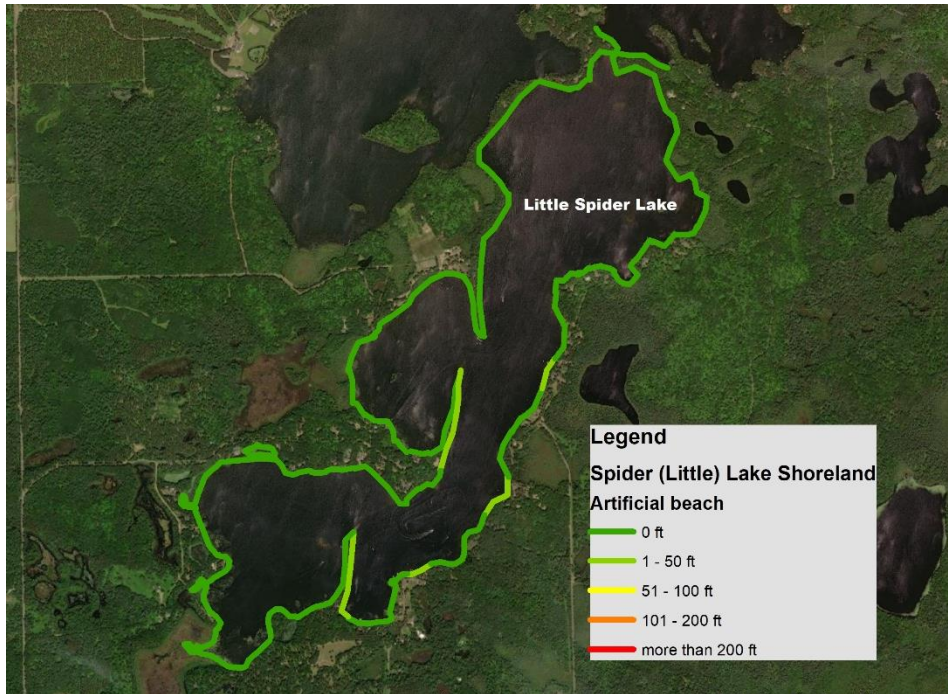 Little Spider Lake
Legend
Spider (Little) Lake Shoreland
Artificial beach
0 ft
1 - 50 ft
51 - 100 ft
101 - 200 ft
more than 200 ft